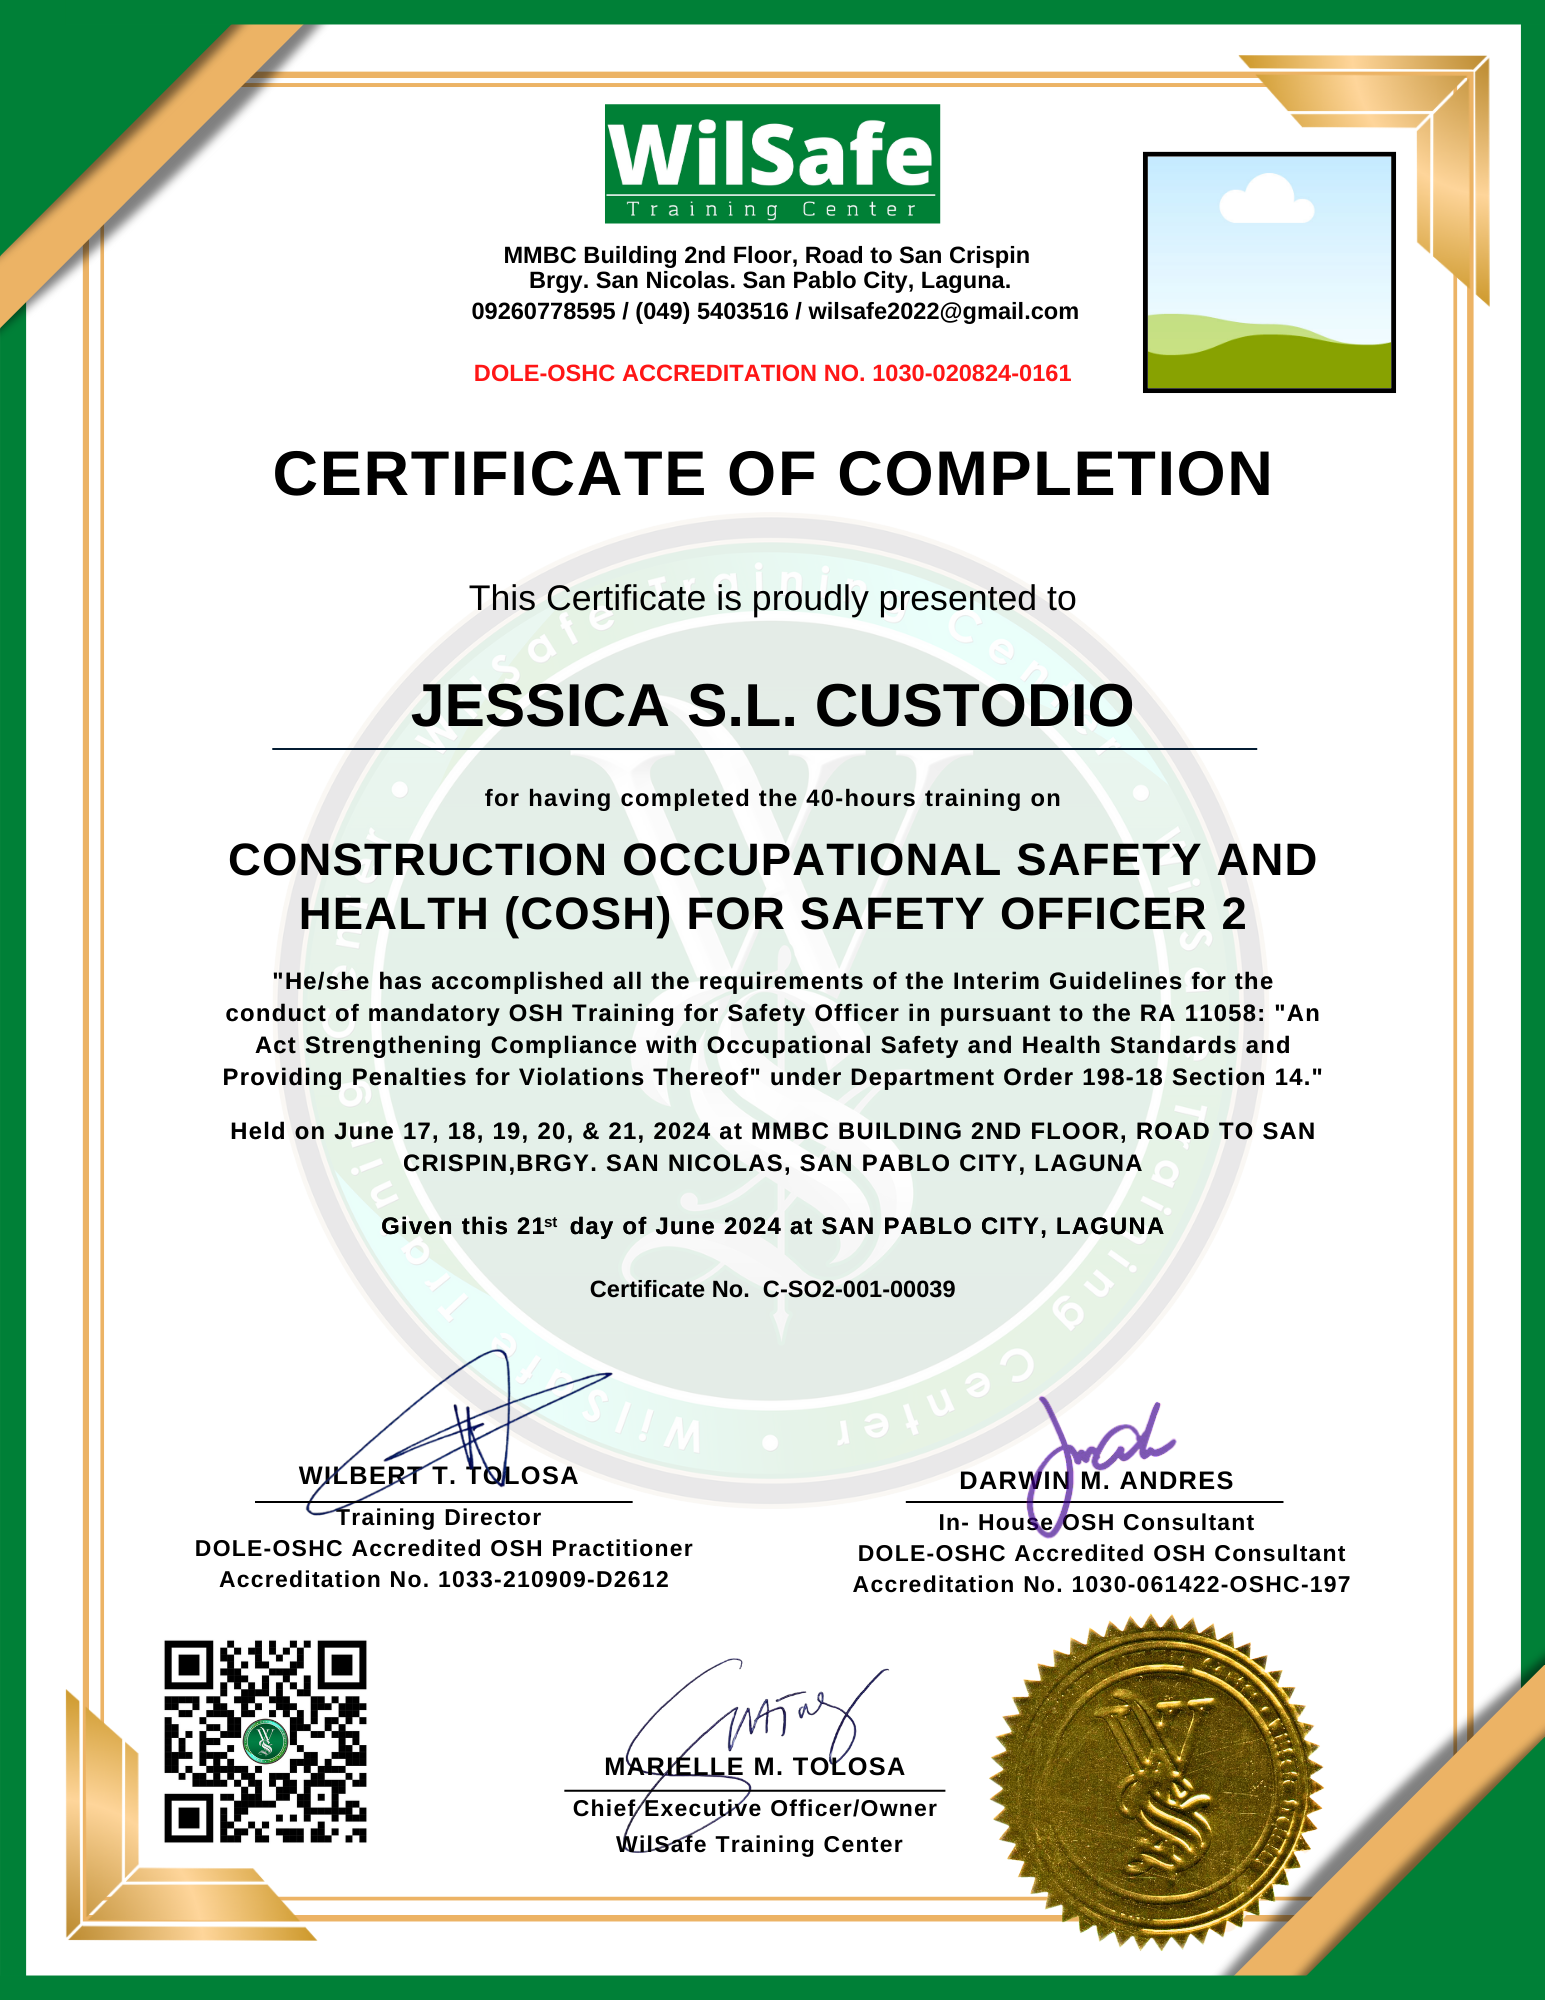 WilSafe
Training Center
MMBC Building 2nd Floor, Road to San Crispin
Brgy. San Nicolas. San Pablo City, Laguna.
09260778595 / (049) 5403516 / wilsafe2022@gmail.com
DOLE-OSHC ACCREDITATION NO. 1030-020824-0161
CERTIFICATE OF COMPLETION
This Certificate is proudly presented to
JESSICA S.L. CUSTODIO
for having completed the 40-hours training on
CONSTRUCTION OCCUPATIONAL SAFETY AND
HEALTH (COSH) FOR SAFETY OFFICER 2
"He/she has accomplished all the requirements of the Interim Guidelines for the
conduct of mandatory OSH Training for Safety Officer in pursuant to the RA 11058: "An
Act Strengthening Compliance with Occupational Safety and Health Standards and
Providing Penalties for Violations Thereof" under Department Order 198-18 Section 14."
Held on June 17, 18, 19, 20, & 21, 2024 at MMBC BUILDING 2ND FLOOR, ROAD TO SAN
CRISPIN,BRGY. SAN NICOLAS, SAN PABLO CITY, LAGUNA
Given this 21st day of June 2024 at SAN PABLO CITY, LAGUNA
Certificate No. C-SO2-001-00039
WilSafe Training Center • WilSafe Training Center • WilSafe Training Center •
WILBERT T. TOLOSA
Training Director
DOLE-OSHC Accredited OSH Practitioner
Accreditation No. 1033-210909-D2612
DARWIN M. ANDRES
In- House OSH Consultant
DOLE-OSHC Accredited OSH Consultant
Accreditation No. 1030-061422-OSHC-197
MARIELLE M. TOLOSA
Chief Executive Officer/Owner
WilSafe Training Center